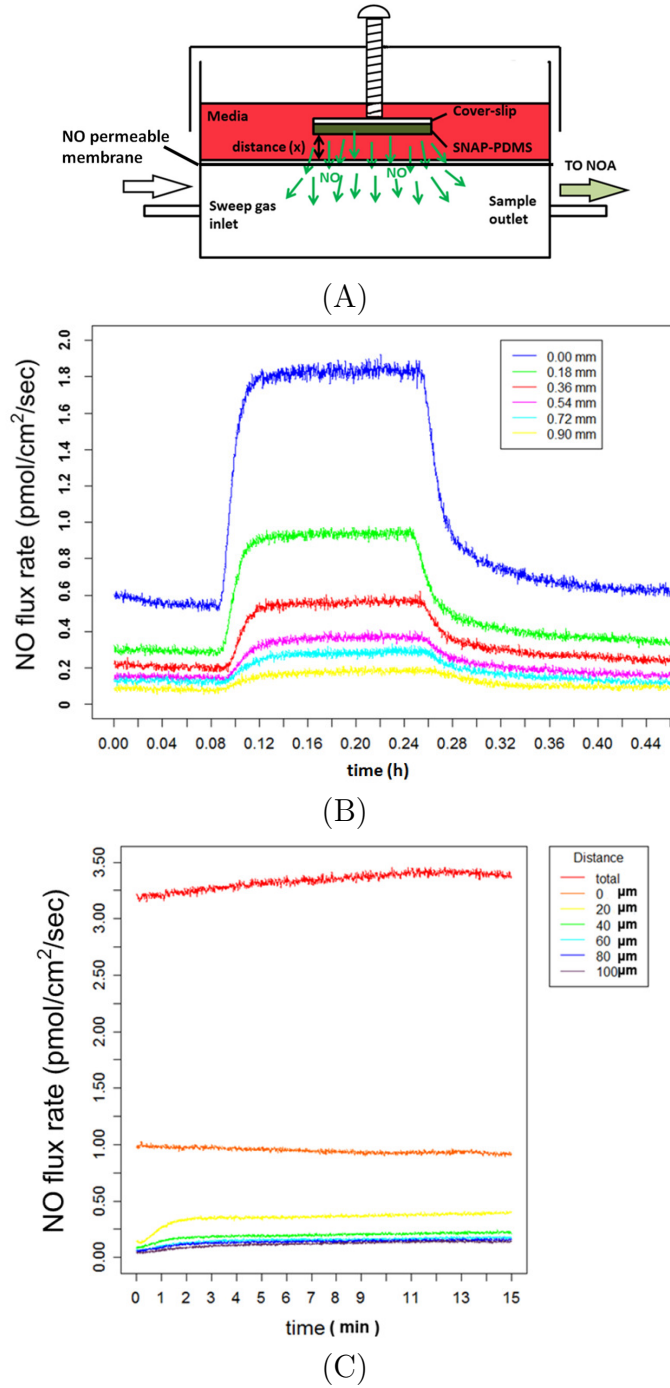 Media
Cover-slip
NO permeable
membrane
distance (x)
SNAP-PDMS
NO
NO
TO NOA
Sweep gas
inlet
Sample
outlet
(A)
NO flux rate (pmol/cm²/sec)
2.0
1.8
1.6
1.4
1.2
1.0
0.8
0.6
0.4
0.2
0
0.00 mm
0.18 mm
0.36 mm
0.54 mm
0.72 mm
0.90 mm
0.00 0.04 0.08 0.12 0.16 0.20 0.24 0.28 0.32 0.36 0.40 0.44
time (h)
(B)
NO flux rate (pmol/cm²/sec)
3.50
3.00
2.50
2.00
1.50
1.00
0.50
0.00
Distance
total
0 μm
20 μm
40 μm
60 μm
80 μm
100 μm
0 1 2 3 4 5 6 7 8 9 11 13 15
time ( min )
(C)